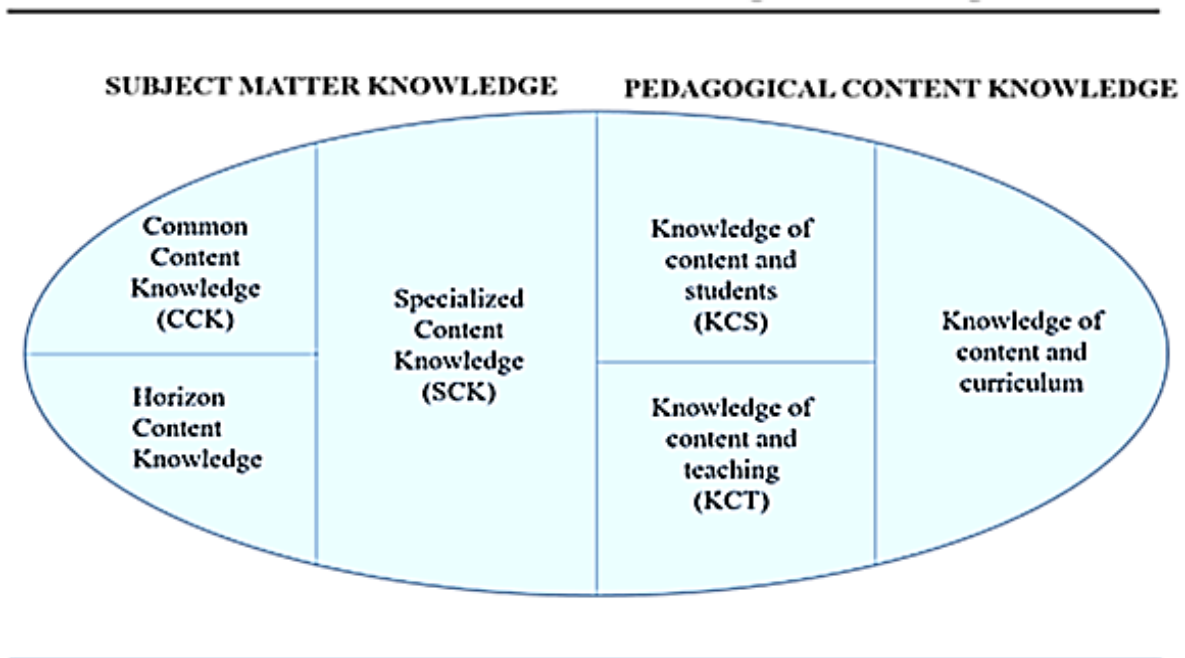 SUBJECT MATTER KNOWLEDGE
PEDAGOGICAL CONTENT KNOWLEDGE
Common
Content
Knowledge
(CCK)
Horizon
Content
Knowledge
Specialized
Content
Knowledge
(SCK)
Knowledge of
content and
students
(KCS)
Knowledge of
content and
teaching
(KCT)
Knowledge of
content and
curriculum